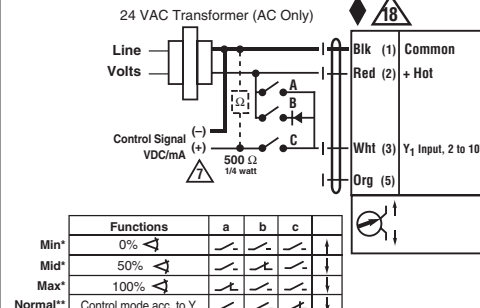 24 VAC Transformer (AC Only)
18
Line
Volts
Blk (1) Common
Red (2) + Hot
A
Ω
B
C
Control Signal (–)
VDC/mA (+)
7
500 Ω
1/4 watt
Wht (3) Y1 Input, 2 to 10
Org (5)
Functions a b c
Min* 0%
Mid* 50%
Max* 100%
Normal** Control mode acc. to Y